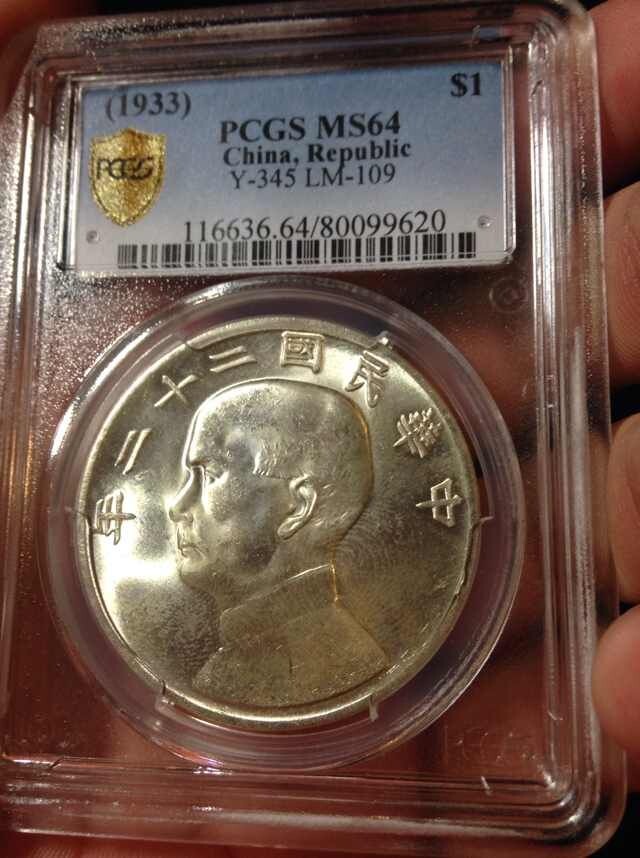 (1933) $1
PCGS MS64
China, Republic
Y-345 LM-109
PCGS
116636.64/80099620
中華民國二十二年